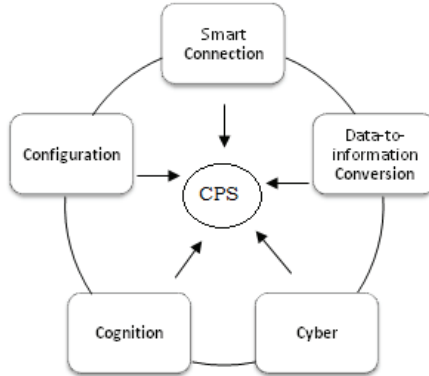 Smart
Connection
Configuration
Data-to-
information
Conversion
CPS
Cognition
Cyber